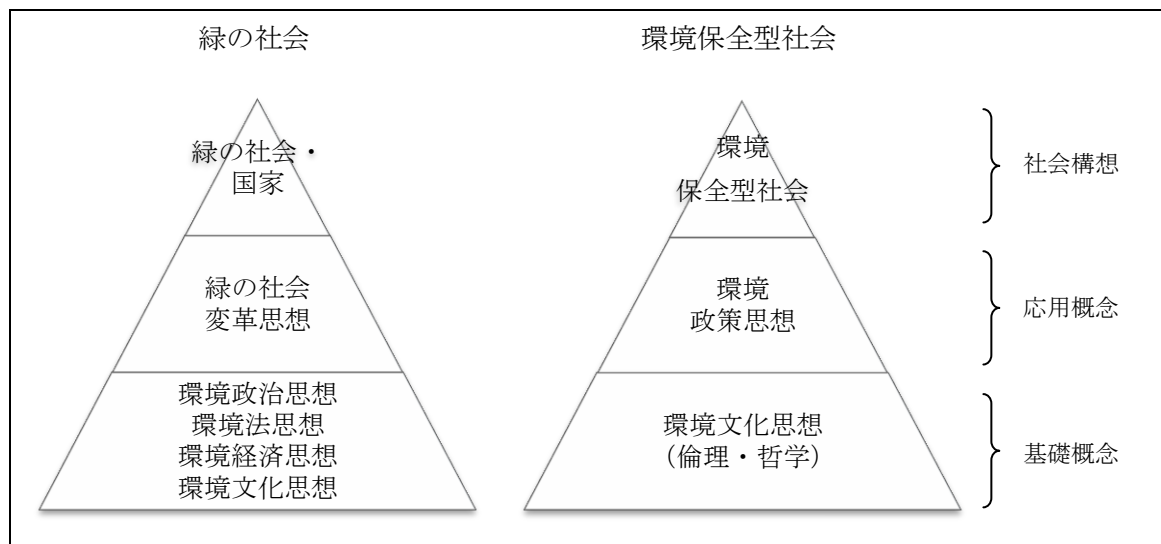 緑の社会
環境保全型社会
緑の社会・
国家
環境
保全型社会
社会構想
緑の社会
変革思想
環境
政策思想
応用概念
環境政治思想
環境法思想
環境経済思想
環境文化思想
環境文化思想
(倫理・哲学)
基礎概念